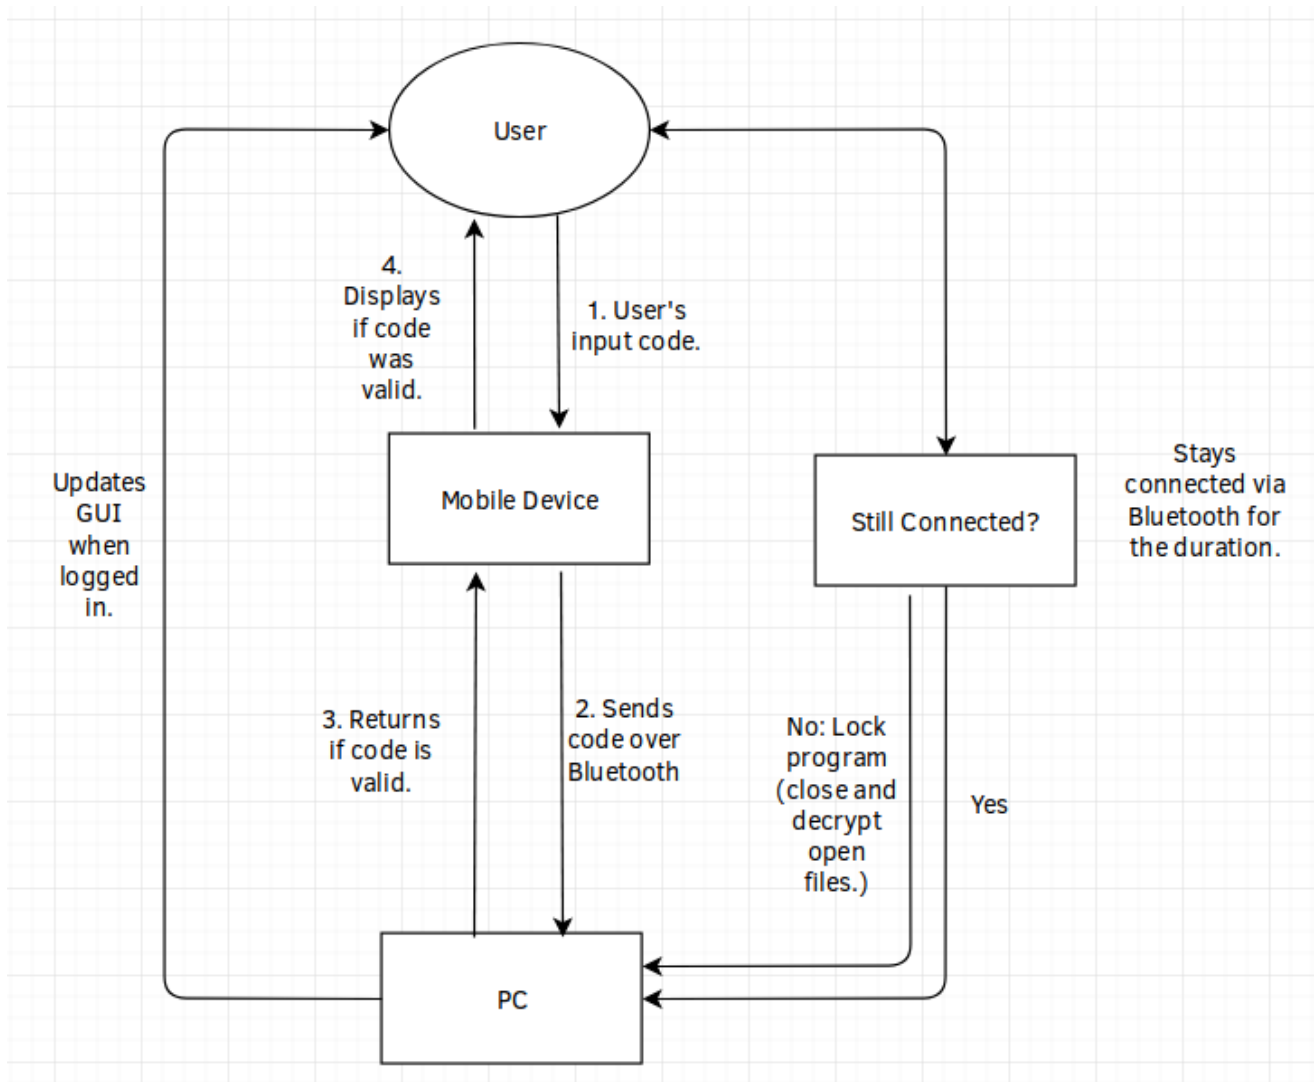 User
4.
Displays
if code
was
valid.
1. User's
input code.
Mobile Device
Still Connected?
Stays
connected via
Bluetooth for
the duration.
Updates
GUI
when
logged
in.
3. Returns
if code is
valid.
2. Sends
code over
Bluetooth
No: Lock
program
(close and
decrypt
open
files.)
Yes
PC